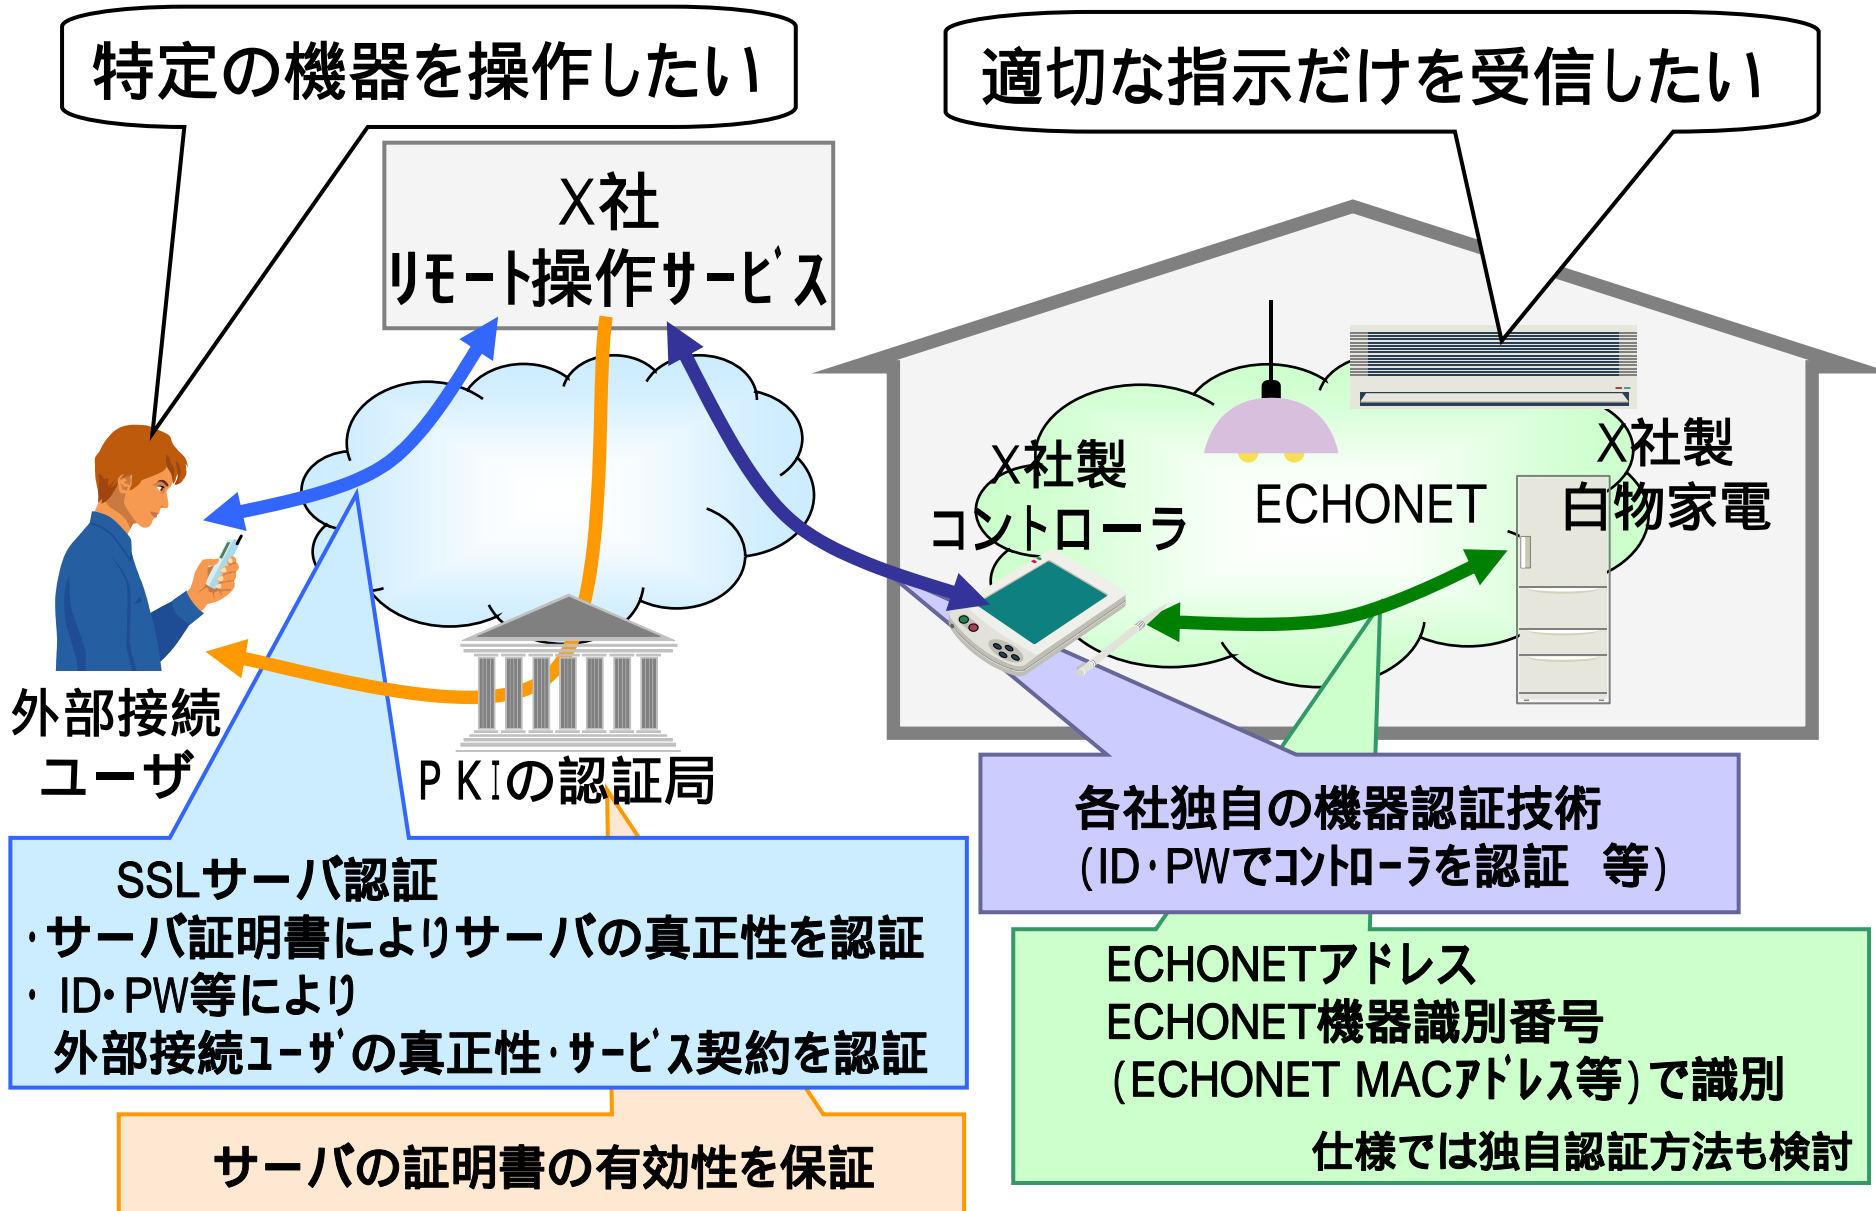 特定の機器を操作したい
適切な指示だけを受信したい
X社
ﾘﾓｰﾄ操作ｻｰﾋﾞｽ
X社製
コントローラ
ECHONET
X社製
白物家電
外部接続
ユーザ
PKIの認証局
各社独自の機器認証技術
(ID･PWでｺﾝﾄﾛｰﾗを認証　等)
SSLサーバ認証
･サーバ証明書によりサーバの真正性を認証
･ ID･PW等により
外部接続ﾕｰｻﾞの真正性･ｻｰﾋﾞｽ契約を認証
ECHONETアドレス
ECHONET機器識別番号
(ECHONET MACｱﾄﾞﾚｽ等)で識別
仕様では独自認証方法も検討
サーバの証明書の有効性を保証